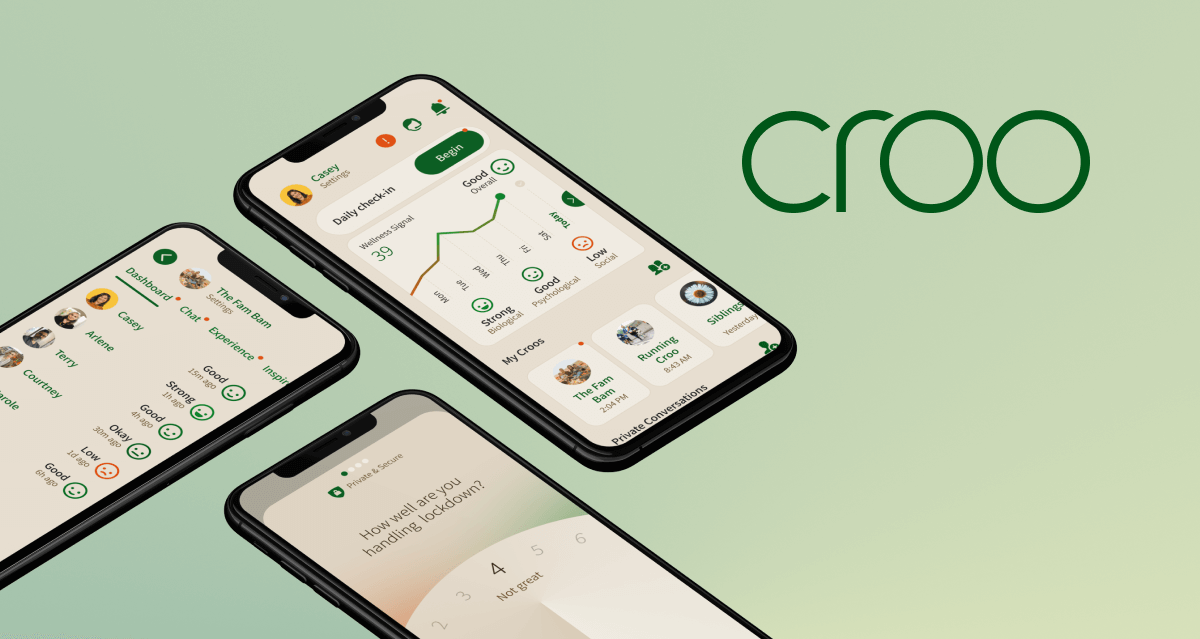 croo
Casey
Settings
Daily check-in
Begin
Wellness Signal
39
Good
Overall
Mon
Tue
Wed
Thu
Fri
Sat
Today
Strong
Biological
Good
Psychological
Low
Social
My Croos
The Fam
Bam
2:04 PM
Running
Croo
8:43 AM
Siblings
Yesterday
Private Conversations
The Fam Bam
Settings
Dashboard
Chat
Experience
Casey
Good
15m ago
Arlene
Strong
1h ago
Terry
Good
4h ago
Courtney
Okay
30m ago
Low
1d ago
Good
6h ago
Private & Secure
How well are you
handling lockdown?
2
3
4
5
6
Not great